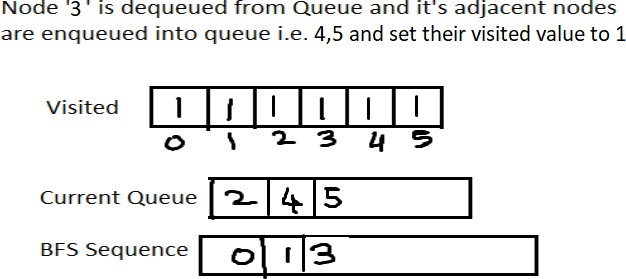 Node '3' is dequeued from Queue and it's adjacent nodes
are enqueued into queue i.e. 4,5 and set their visited value to 1
Visited 1 1 1 1 1 1
0 1 2 3 4 5
Current Queue 2 4 5
BFS Sequence 0 1 3